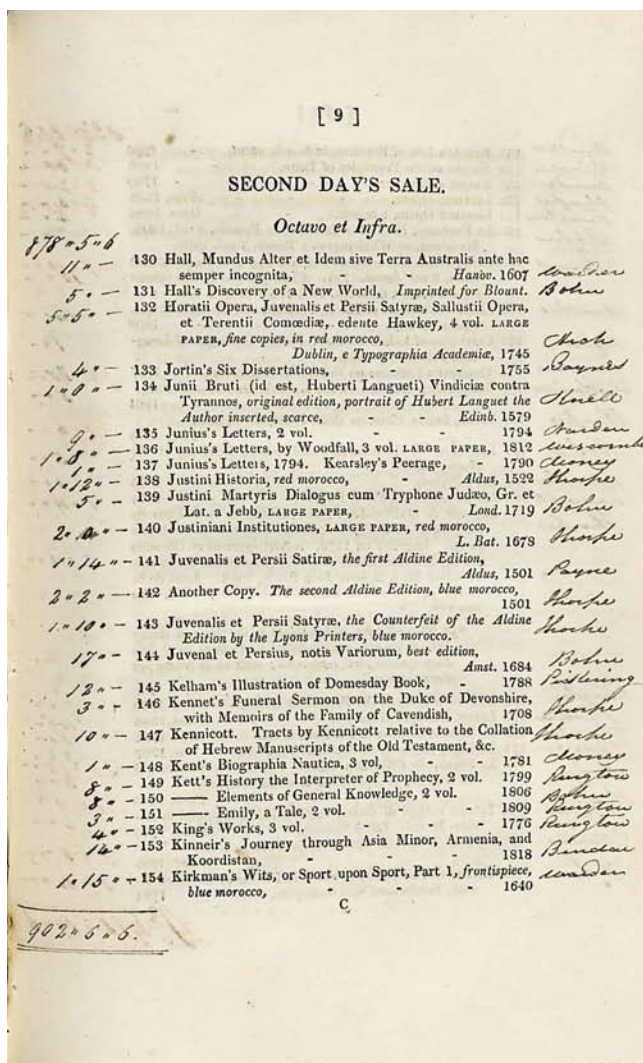 [ 9 ]
SECOND DAY'S SALE.
Octavo et Infra.
878 " 5 " 6
11 " — 130 Hall, Mundus Alter et Idem sive Terra Australis ante hac
semper incognita, - - Hanov. 1607 Warden
5 " — 131 Hall's Discovery of a New World, Imprinted for Blount. Bohn
5 " 5 " — 132 Horatii Opera, Juvenalis et Persii Satyræ, Sallustii Opera,
et Terentii Comœdiæ, edente Hawkey, 4 vol. LARGE
PAPER, fine copies, in red morocco,
Dublin, e Typographia Academiæ, 1745
4 " — 133 Jortin's Six Dissertations, - - 1755 Baynes
1 " 0 " — 134 Junii Bruti (id est, Huberti Langueti) Vindiciæ contra
Tyrannos, original edition, portrait of Hubert Languet the
Author inserted, scarce, - - Edinb. 1579 Knell
9 " — 135 Junius's Letters, 2 vol. - - 1794 Warden
1 " 8 " — 136 Junius's Letters, by Woodfall, 3 vol. LARGE PAPER, 1812
1 " — 137 Junius's Letters, 1794. Kearsley's Peerage, - 1790 Money
1 " 12 " — 138 Justini Historia, red morocco, - Aldus, 1522 Thorpe
5 " — 139 Justini Martyris Dialogus cum Tryphone Judæo, Gr. et
Lat. a Jebb, LARGE PAPER, - Lond. 1719 Bohn
2 " " — 140 Justiniani Institutiones, LARGE PAPER, red morocco,
L. Bat. 1678 Thorpe
1 " 14 " — 141 Juvenalis et Persii Satiræ, the first Aldine Edition,
Aldus, 1501 Payne
2 " 2 " — 142 Another Copy. The second Aldine Edition, blue morocco,
1501 Thorpe
1 " 10 " — 143 Juvenalis et Persii Satyræ, the Counterfeit of the Aldine
Edition by the Lyons Printers, blue morocco. Thorpe
17 " — 144 Juvenal et Persius, notis Variorum, best edition,
Amst. 1684 Bohn
12 " — 145 Kelham's Illustration of Domesday Book, - 1788 Pickering
3 " — 146 Kennet's Funeral Sermon on the Duke of Devonshire,
with Memoirs of the Family of Cavendish, 1708 Thorpe
10 " — 147 Kennicott. Tracts by Kennicott relative to the Collation
of Hebrew Manuscripts of the Old Testament, &c. Thorpe
1 " — 148 Kent's Biographia Nautica, 3 vol, - - 1781 Money
8 " — 149 Kett's History the Interpreter of Prophecy, 2 vol. 1799 Rington
8 " — 150 —— Elements of General Knowledge, 2 vol. 1806 Bohn
3 " — 151 —— Emily, a Tale, 2 vol. - - 1809 Rington
4 " — 152 King's Works, 3 vol. - - - 1776 Rington
14 " — 153 Kinneir's Journey through Asia Minor, Armenia, and
Koordistan, - - - - 1818
1 " 15 " — 154 Kirkman's Wits, or Sport upon Sport, Part 1, frontispiece,
blue morocco, - - - 1640 Warden
C
902 " 6 " 6.